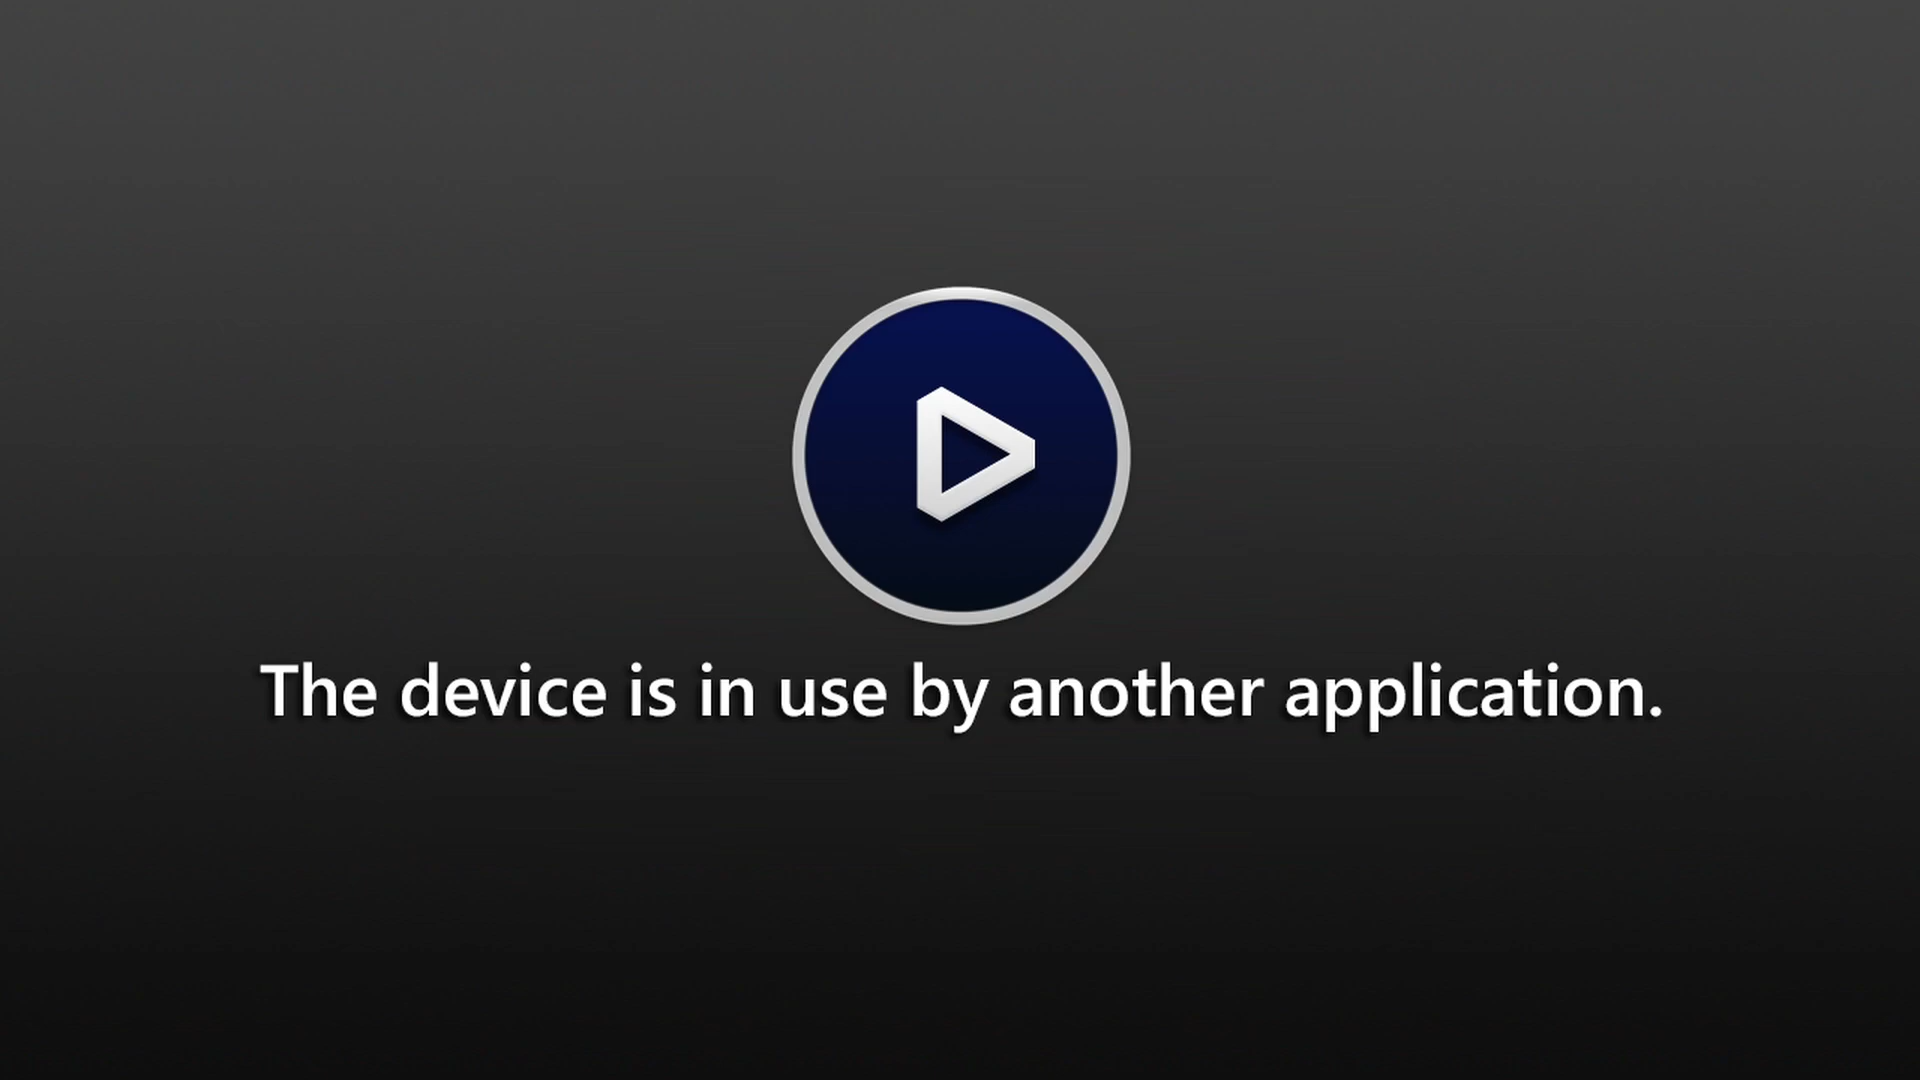 The device is in use by another application.